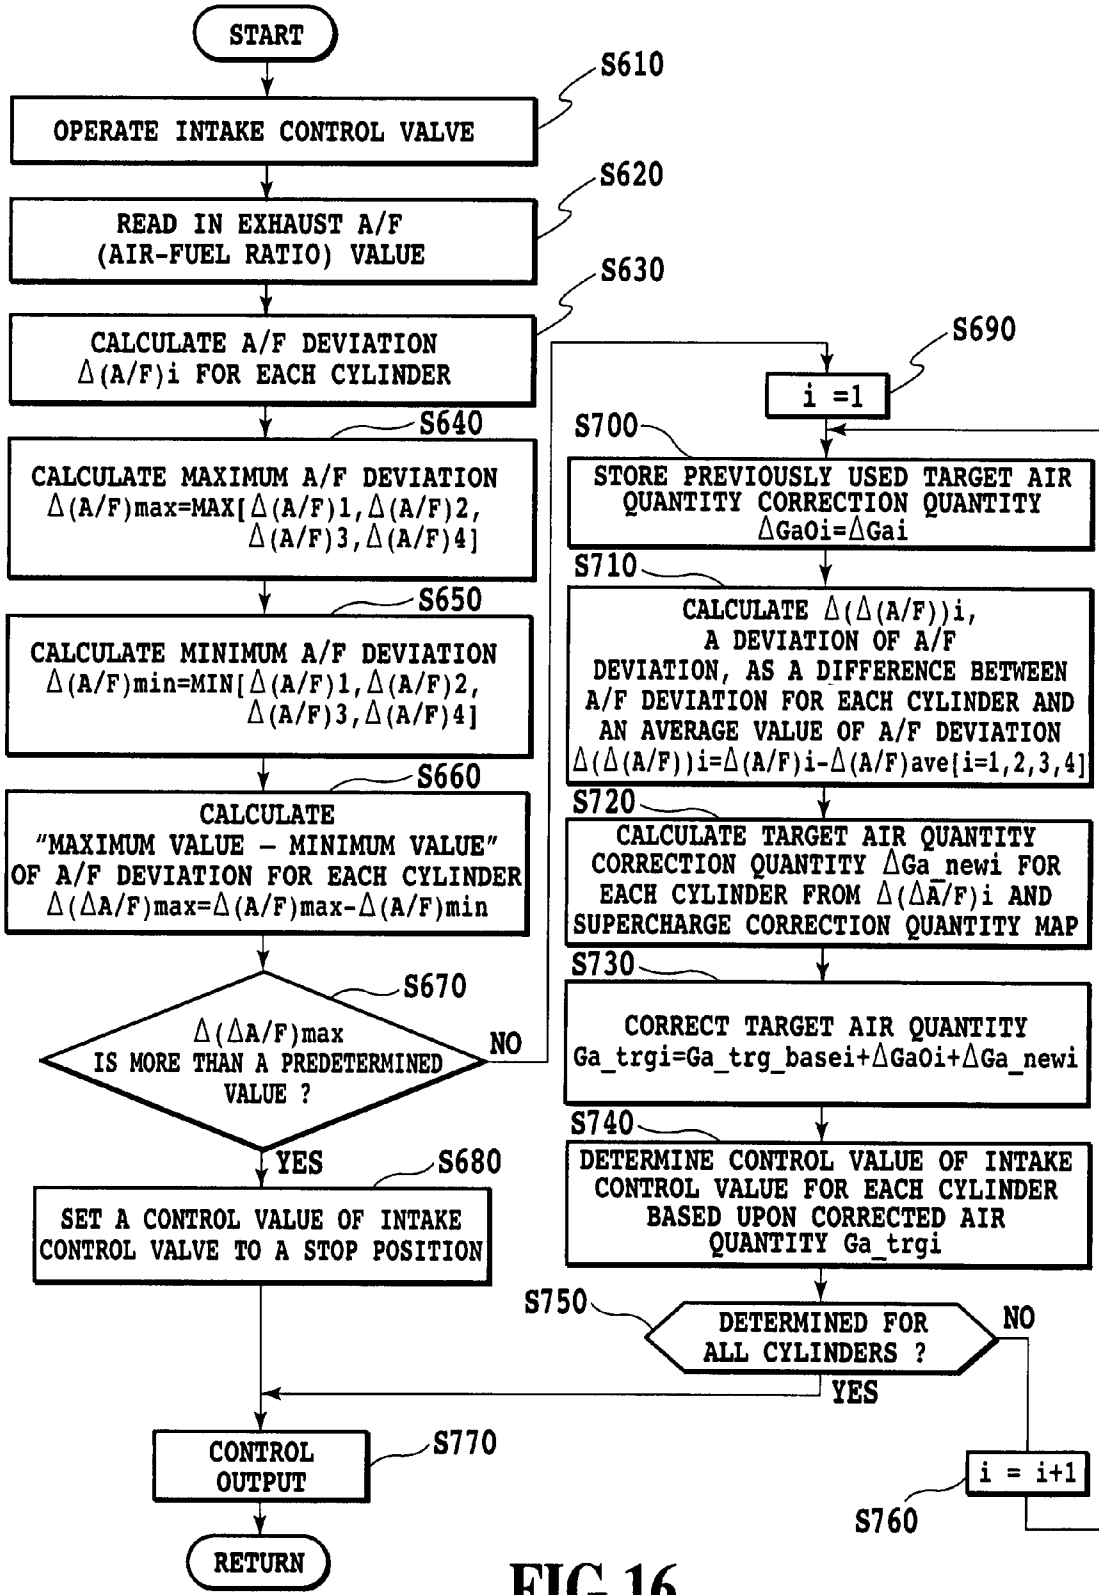 START
S610
OPERATE INTAKE CONTROL VALVE
S620
READ IN EXHAUST A/F
(AIR-FUEL RATIO) VALUE
S630
CALCULATE A/F DEVIATION
Δ(A/F)i FOR EACH CYLINDER
S640
CALCULATE MAXIMUM A/F DEVIATION
Δ(A/F)max=MAX[Δ(A/F)1,Δ(A/F)2,
Δ(A/F)3,Δ(A/F)4]
S650
CALCULATE MINIMUM A/F DEVIATION
Δ(A/F)min=MIN[Δ(A/F)1,Δ(A/F)2,
Δ(A/F)3,Δ(A/F)4]
S660
CALCULATE
"MAXIMUM VALUE – MINIMUM VALUE"
OF A/F DEVIATION FOR EACH CYLINDER
Δ(ΔA/F)max=Δ(A/F)max-Δ(A/F)min
S670
Δ(ΔA/F)max
IS MORE THAN A PREDETERMINED
VALUE ?
NO
YES
S680
SET A CONTROL VALUE OF INTAKE
CONTROL VALVE TO A STOP POSITION
S690
i =1
S700
STORE PREVIOUSLY USED TARGET AIR
QUANTITY CORRECTION QUANTITY
ΔGaOi=ΔGai
S710
CALCULATE Δ(Δ(A/F))i,
A DEVIATION OF A/F
DEVIATION, AS A DIFFERENCE BETWEEN
A/F DEVIATION FOR EACH CYLINDER AND
AN AVERAGE VALUE OF A/F DEVIATION
Δ(Δ(A/F))i=Δ(A/F)i-Δ(A/F)ave[i=1,2,3,4]
S720
CALCULATE TARGET AIR QUANTITY
CORRECTION QUANTITY ΔGa_newi FOR
EACH CYLINDER FROM Δ(ΔA/F)i AND
SUPERCHARGE CORRECTION QUANTITY MAP
S730
CORRECT TARGET AIR QUANTITY
Ga_trgi=Ga_trg_basei+ΔGaOi+ΔGa_newi
S740
DETERMINE CONTROL VALUE OF INTAKE
CONTROL VALUE FOR EACH CYLINDER
BASED UPON CORRECTED AIR
QUANTITY Ga_trgi
S750
DETERMINED FOR
ALL CYLINDERS ?
NO
YES
S760
i = i+1
S770
CONTROL
OUTPUT
RETURN
FIG.16